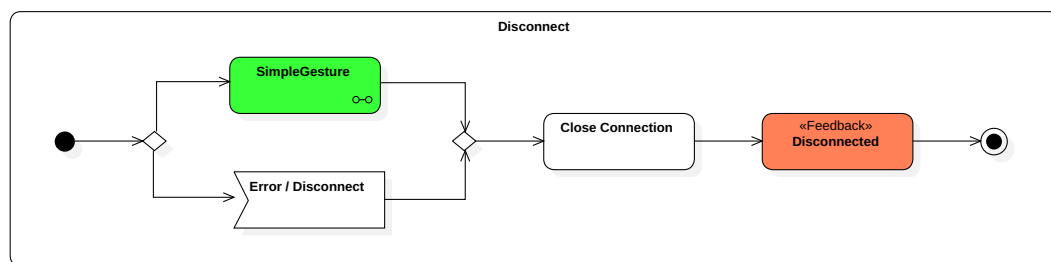 Disconnect
SimpleGesture
Error / Disconnect
Close Connection
«Feedback»
Disconnected